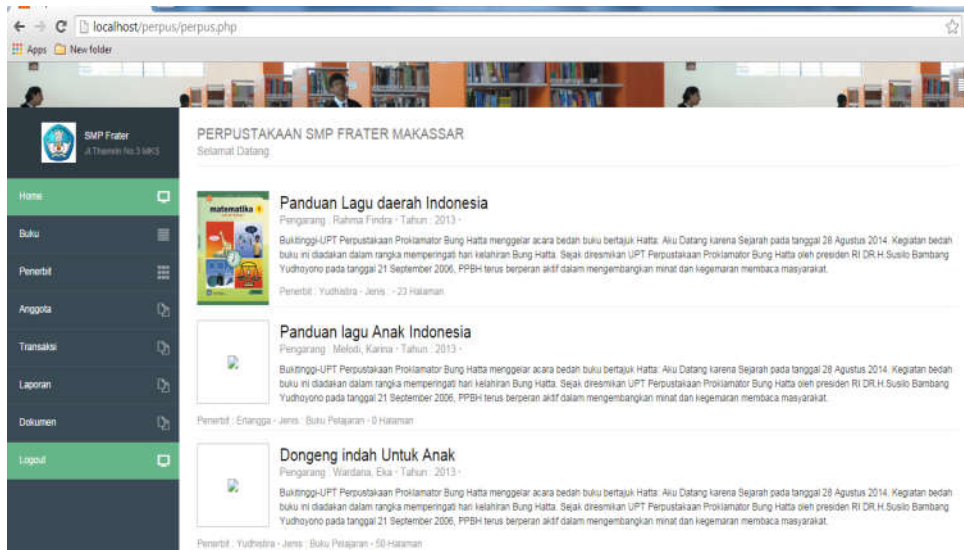 localhost/perpus/perpus.php
Apps New folder
SMP Frater
Jl.Thamrin No.3 MKS
Home
Buku
Penerbit
Anggota
Transaksi
Laporan
Dokumen
Logout
PERPUSTAKAAN SMP FRATER MAKASSAR
Selamat Datang
matematika
Panduan Lagu daerah Indonesia
Pengarang : Rahma Findra - Tahun : 2013 -
Bukitinggi-UPT Perpustakaan Proklamator Bung Hatta menggelar acara bedah buku bertajuk Hatta: Aku Datang karena Sejarah pada tanggal 28 Agustus 2014. Kegiatan bedah
buku ini diadakan dalam rangka memperingati hari kelahiran Bung Hatta. Sejak diresmikan UPT Perpustakaan Proklamator Bung Hatta oleh presiden RI DR.H.Susilo Bambang
Yudhoyono pada tanggal 21 September 2006, PPBH terus berperan aktif dalam mengembangkan minat dan kegemaran membaca masyarakat.
Penerbit : Yudhistira - Jenis : - 23 Halaman
Panduan lagu Anak Indonesia
Pengarang : Melodi, Karina - Tahun : 2013 -
Bukitinggi-UPT Perpustakaan Proklamator Bung Hatta menggelar acara bedah buku bertajuk Hatta: Aku Datang karena Sejarah pada tanggal 28 Agustus 2014. Kegiatan bedah
buku ini diadakan dalam rangka memperingati hari kelahiran Bung Hatta. Sejak diresmikan UPT Perpustakaan Proklamator Bung Hatta oleh presiden RI DR.H.Susilo Bambang
Yudhoyono pada tanggal 21 September 2006, PPBH terus berperan aktif dalam mengembangkan minat dan kegemaran membaca masyarakat.
Penerbit : Erlangga - Jenis : Buku Pelajaran - 0 Halaman
Dongeng indah Untuk Anak
Pengarang : Wardana, Eka - Tahun : 2013 -
Bukitinggi-UPT Perpustakaan Proklamator Bung Hatta menggelar acara bedah buku bertajuk Hatta: Aku Datang karena Sejarah pada tanggal 28 Agustus 2014. Kegiatan bedah
buku ini diadakan dalam rangka memperingati hari kelahiran Bung Hatta. Sejak diresmikan UPT Perpustakaan Proklamator Bung Hatta oleh presiden RI DR.H.Susilo Bambang
Yudhoyono pada tanggal 21 September 2006, PPBH terus berperan aktif dalam mengembangkan minat dan kegemaran membaca masyarakat.
Penerbit : Yudhistira - Jenis : Buku Pelajaran - 50 Halaman